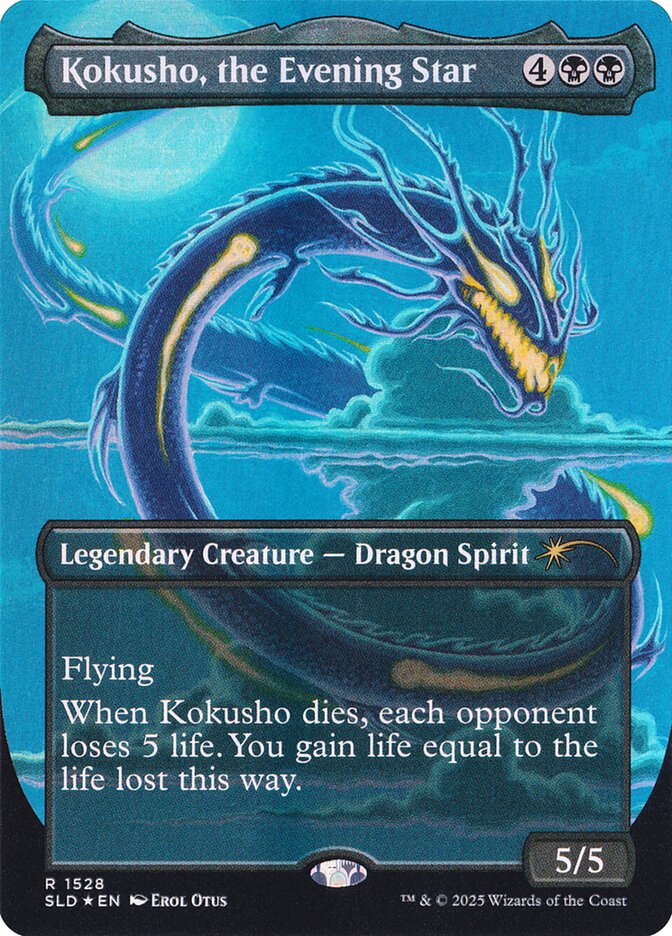 Kokusho, the Evening Star 4
Legendary Creature — Dragon Spirit
Flying
When Kokusho dies, each opponent
loses 5 life. You gain life equal to the
life lost this way.
5/5
R 1528
SLD ★ EN Erol Otus
™ & © 2025 Wizards of the Coast